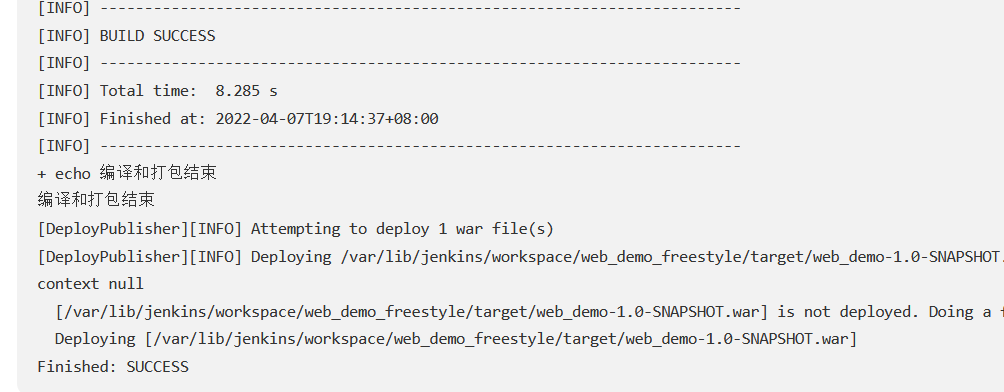 [INFO] ------------------------------------------------------------------------
[INFO] BUILD SUCCESS
[INFO] ------------------------------------------------------------------------
[INFO] Total time:  8.285 s
[INFO] Finished at: 2022-04-07T19:14:37+08:00
[INFO] ------------------------------------------------------------------------
+ echo 编译和打包结束
编译和打包结束
[DeployPublisher][INFO] Attempting to deploy 1 war file(s)
[DeployPublisher][INFO] Deploying /var/lib/jenkins/workspace/web_demo_freestyle/target/web_demo-1.0-SNAPSHOT.
context null
  [/var/lib/jenkins/workspace/web_demo_freestyle/target/web_demo-1.0-SNAPSHOT.war] is not deployed. Doing a
  Deploying [/var/lib/jenkins/workspace/web_demo_freestyle/target/web_demo-1.0-SNAPSHOT.war]
Finished: SUCCESS